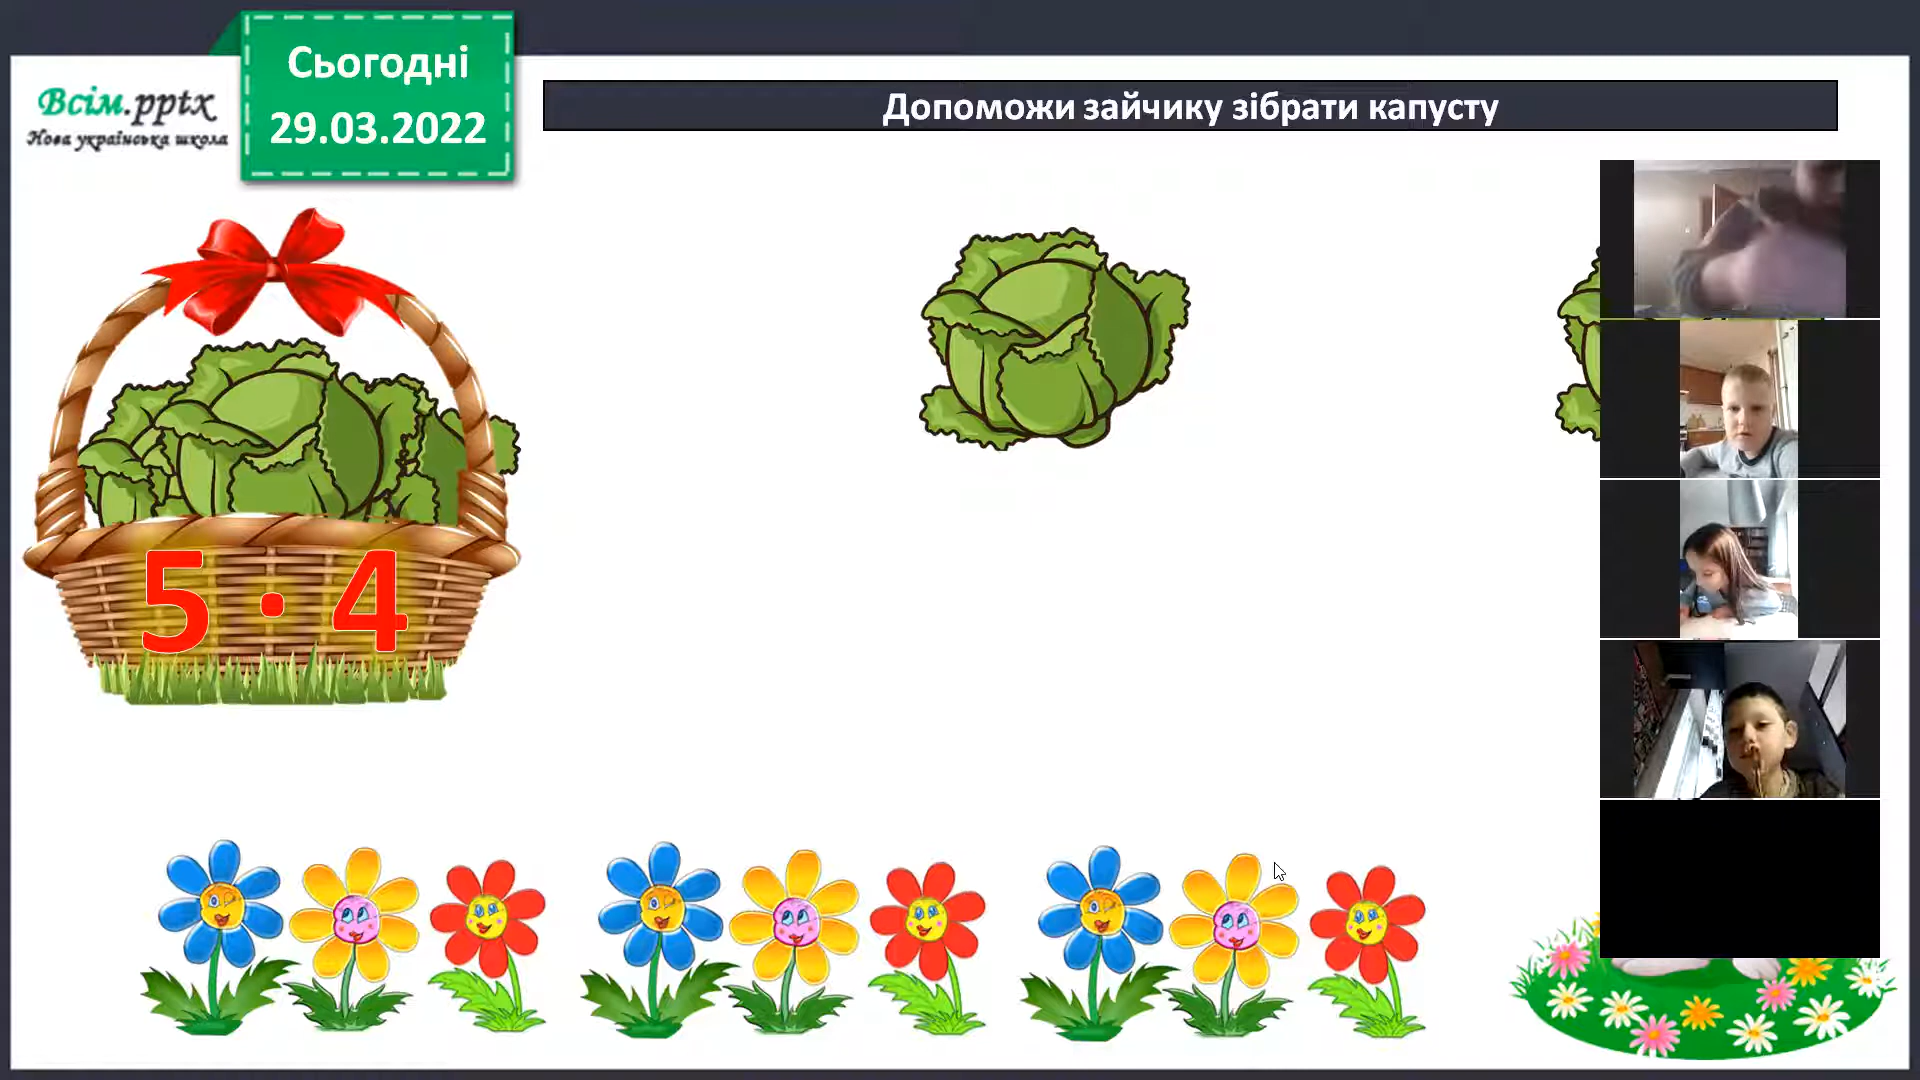 Сьогодні
29.03.2022
Всім.pptx
Нова українська школа
Допоможи зайчику зібрати капусту
5 · 4